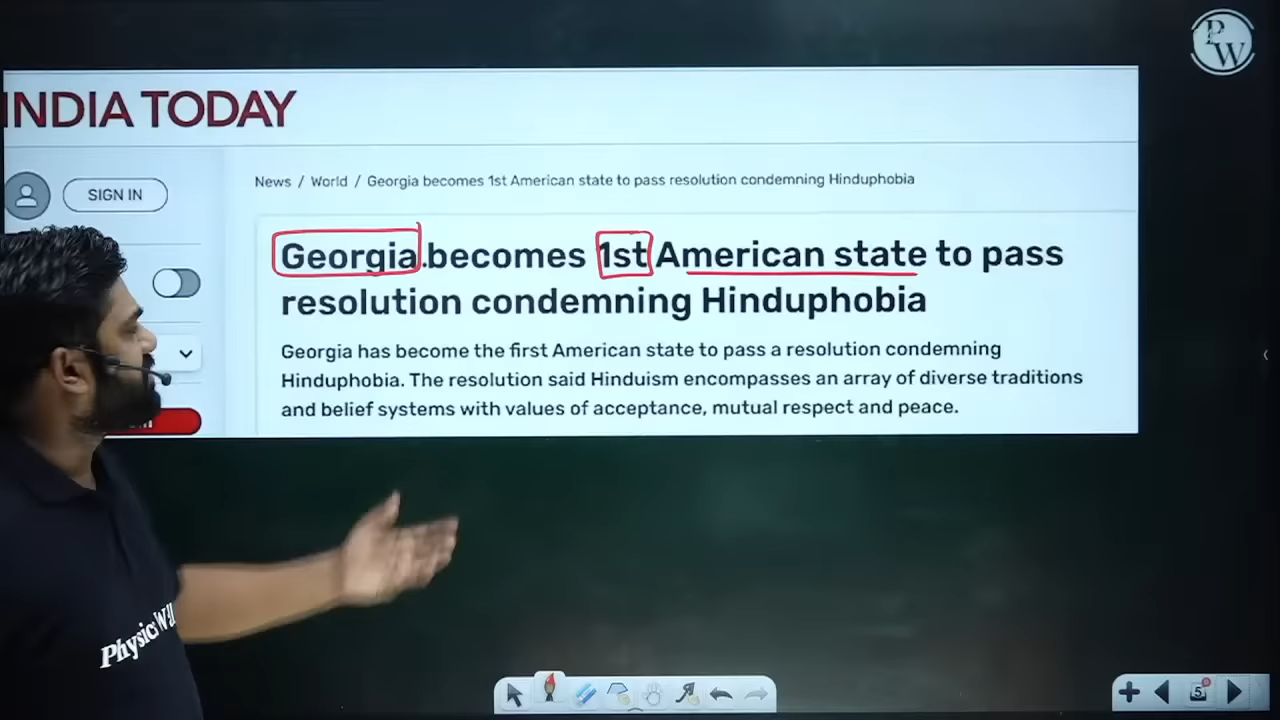 PW
INDIA TODAY
SIGN IN
News / World / Georgia becomes 1st American state to pass resolution condemning Hinduphobia
Georgia becomes 1st American state to pass
resolution condemning Hinduphobia
Georgia has become the first American state to pass a resolution condemning
Hinduphobia. The resolution said Hinduism encompasses an array of diverse traditions
and belief systems with values of acceptance, mutual respect and peace.
5